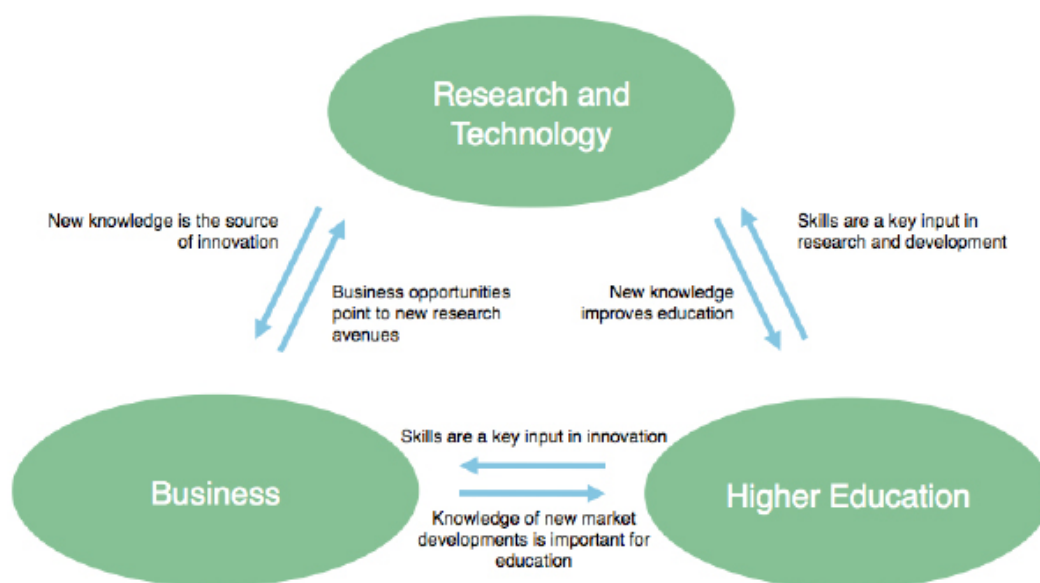 Research and
Technology
New knowledge is the source
of innovation
Skills are a key input in
research and development
Business opportunities
point to new research
avenues
New knowledge
improves education
Skills are a key input in innovation
Business
Higher Education
Knowledge of new market
developments is important for
education